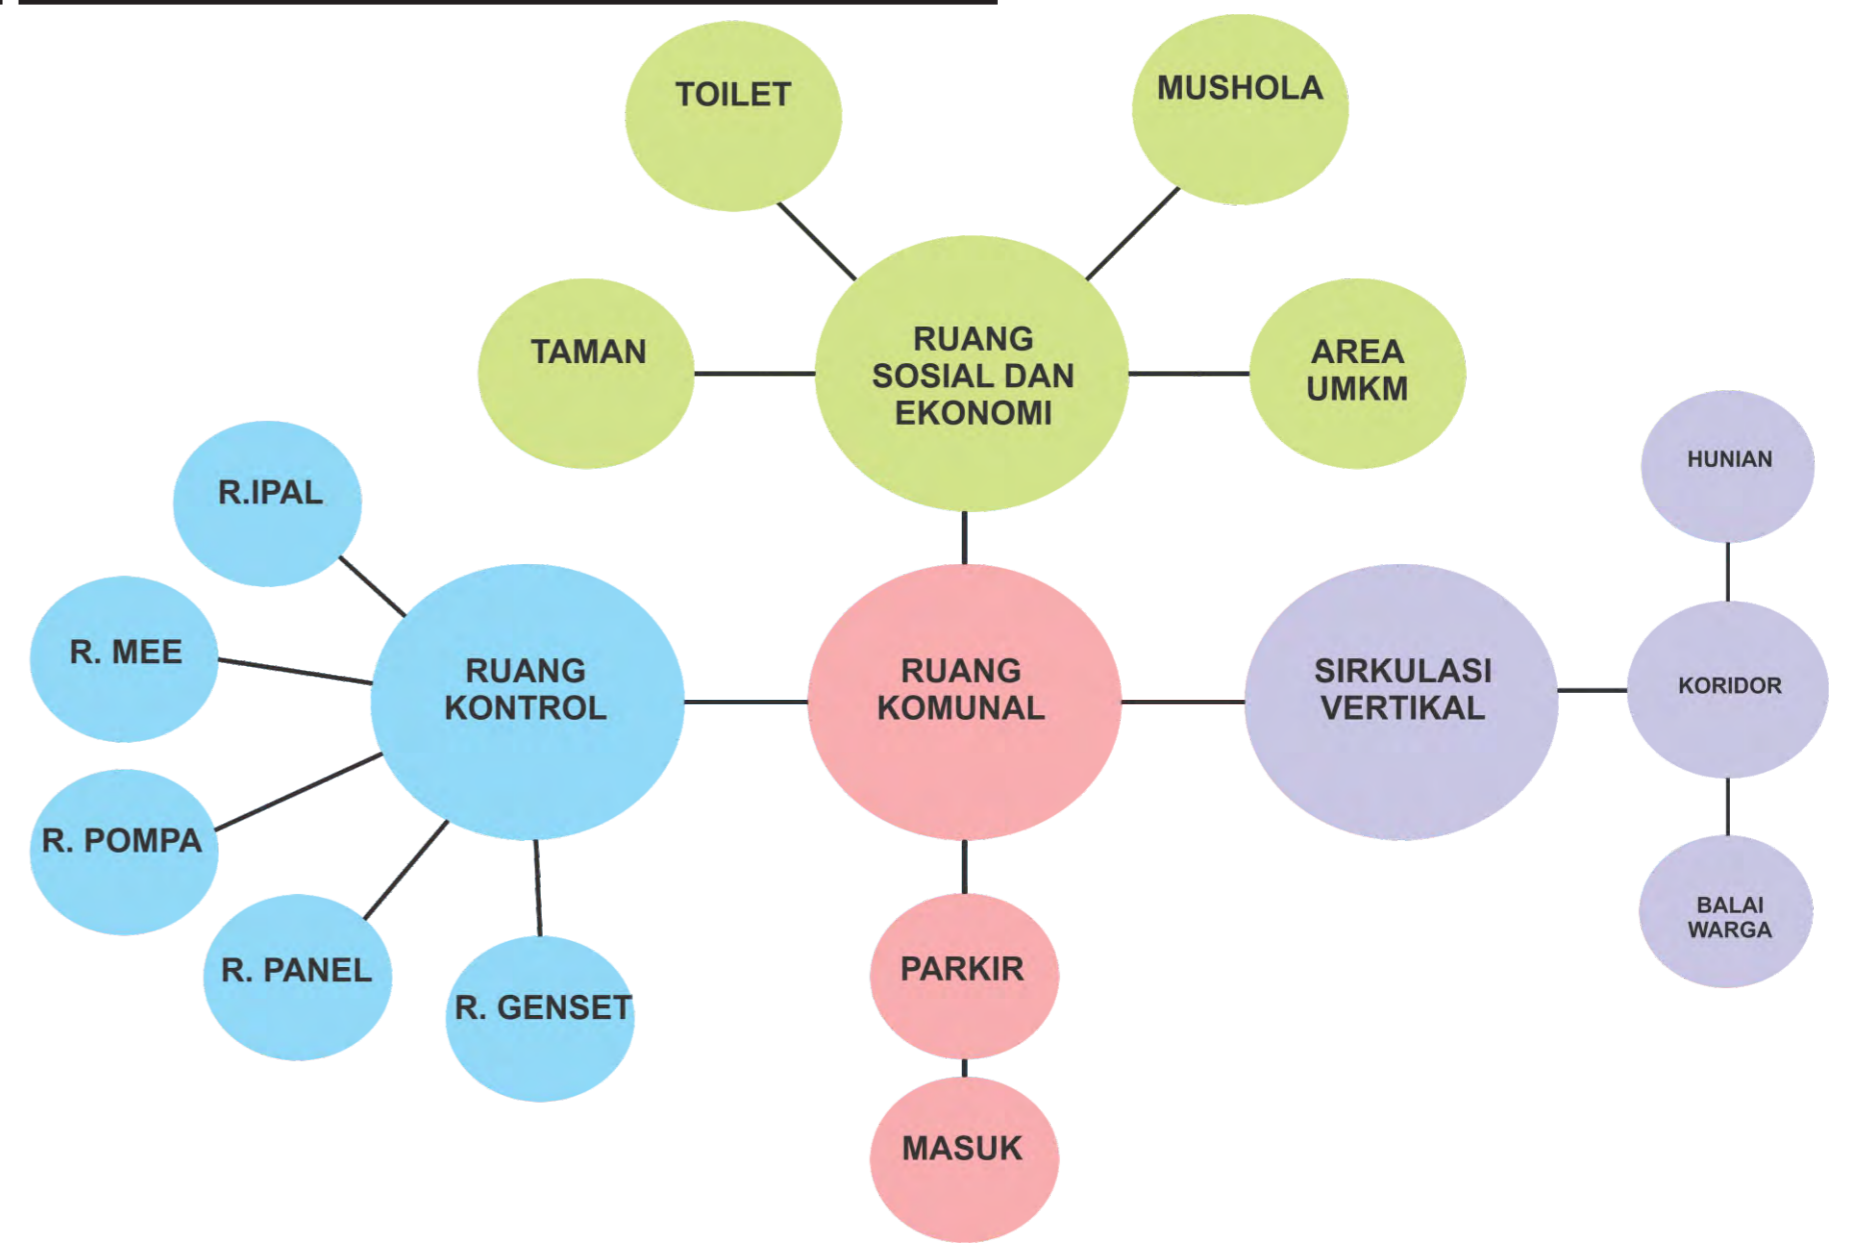 TOILET
MUSHOLA
TAMAN
RUANG
SOSIAL DAN
EKONOMI
AREA
UMKM
HUNIAN
R.IPAL
R. MEE
RUANG
KONTROL
RUANG
KOMUNAL
SIRKULASI
VERTIKAL
KORIDOR
R. POMPA
BALAI
WARGA
R. PANEL
R. GENSET
PARKIR
MASUK